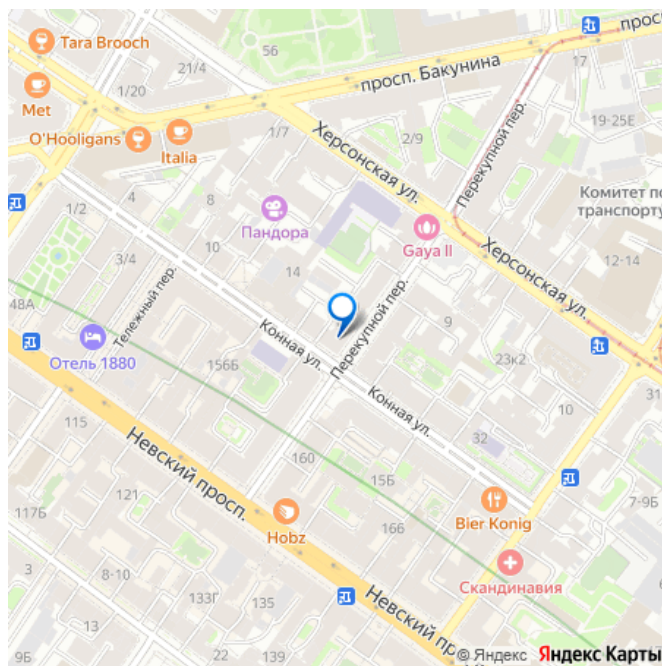 Tara Brooch
56
просп. Бакунина
прос
17
21/4
1/20
Met
O'Hooligans
Italia
1/7
Херсонская ул.
2/9
Перекупной пер.
19-25Е
Комитет по
транспорту
1/2
4
8
Пандора
Gaya II
Херсонская ул.
10
12-14
3/4
14
48А
Тележный пер.
Отель 1880
Конная ул.
Перекупной пер.
9
156Б
23к2
31
Конная ул.
10
115
Невский просп.
32
160
15Б
121
7-9Б
117Б
Hobz
166
Bier König
3
8-10
Скандинавия
133Г
135
Невский пр
21
9Б
22
139
© Яндекс Яндекс Карты